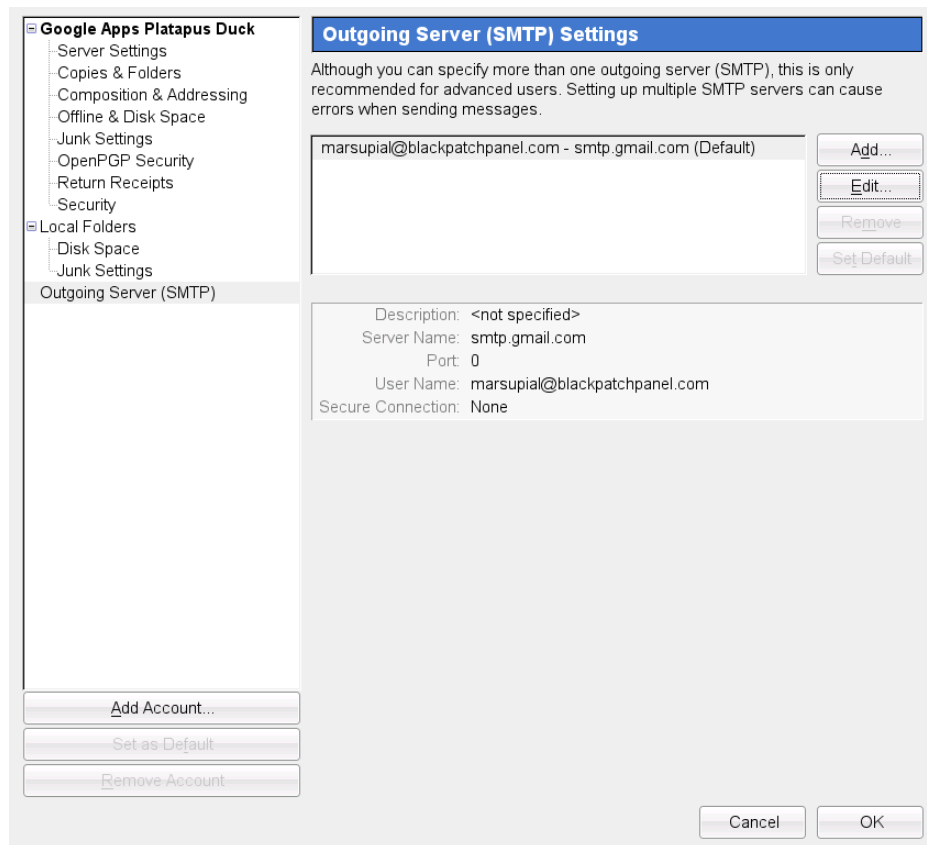 Google Apps Platapus Duck
Server Settings
Copies & Folders
Composition & Addressing
Offline & Disk Space
Junk Settings
OpenPGP Security
Return Receipts
Security
Local Folders
Disk Space
Junk Settings
Outgoing Server (SMTP)
Add Account...
Set as Default
Remove Account
Outgoing Server (SMTP) Settings
Although you can specify more than one outgoing server (SMTP), this is only
recommended for advanced users. Setting up multiple SMTP servers can cause
errors when sending messages.
marsupial@blackpatchpanel.com - smtp.gmail.com (Default)
Add...
Edit...
Remove
Set Default
Description: <not specified>
Server Name: smtp.gmail.com
Port: 0
User Name: marsupial@blackpatchpanel.com
Secure Connection: None
Cancel
OK